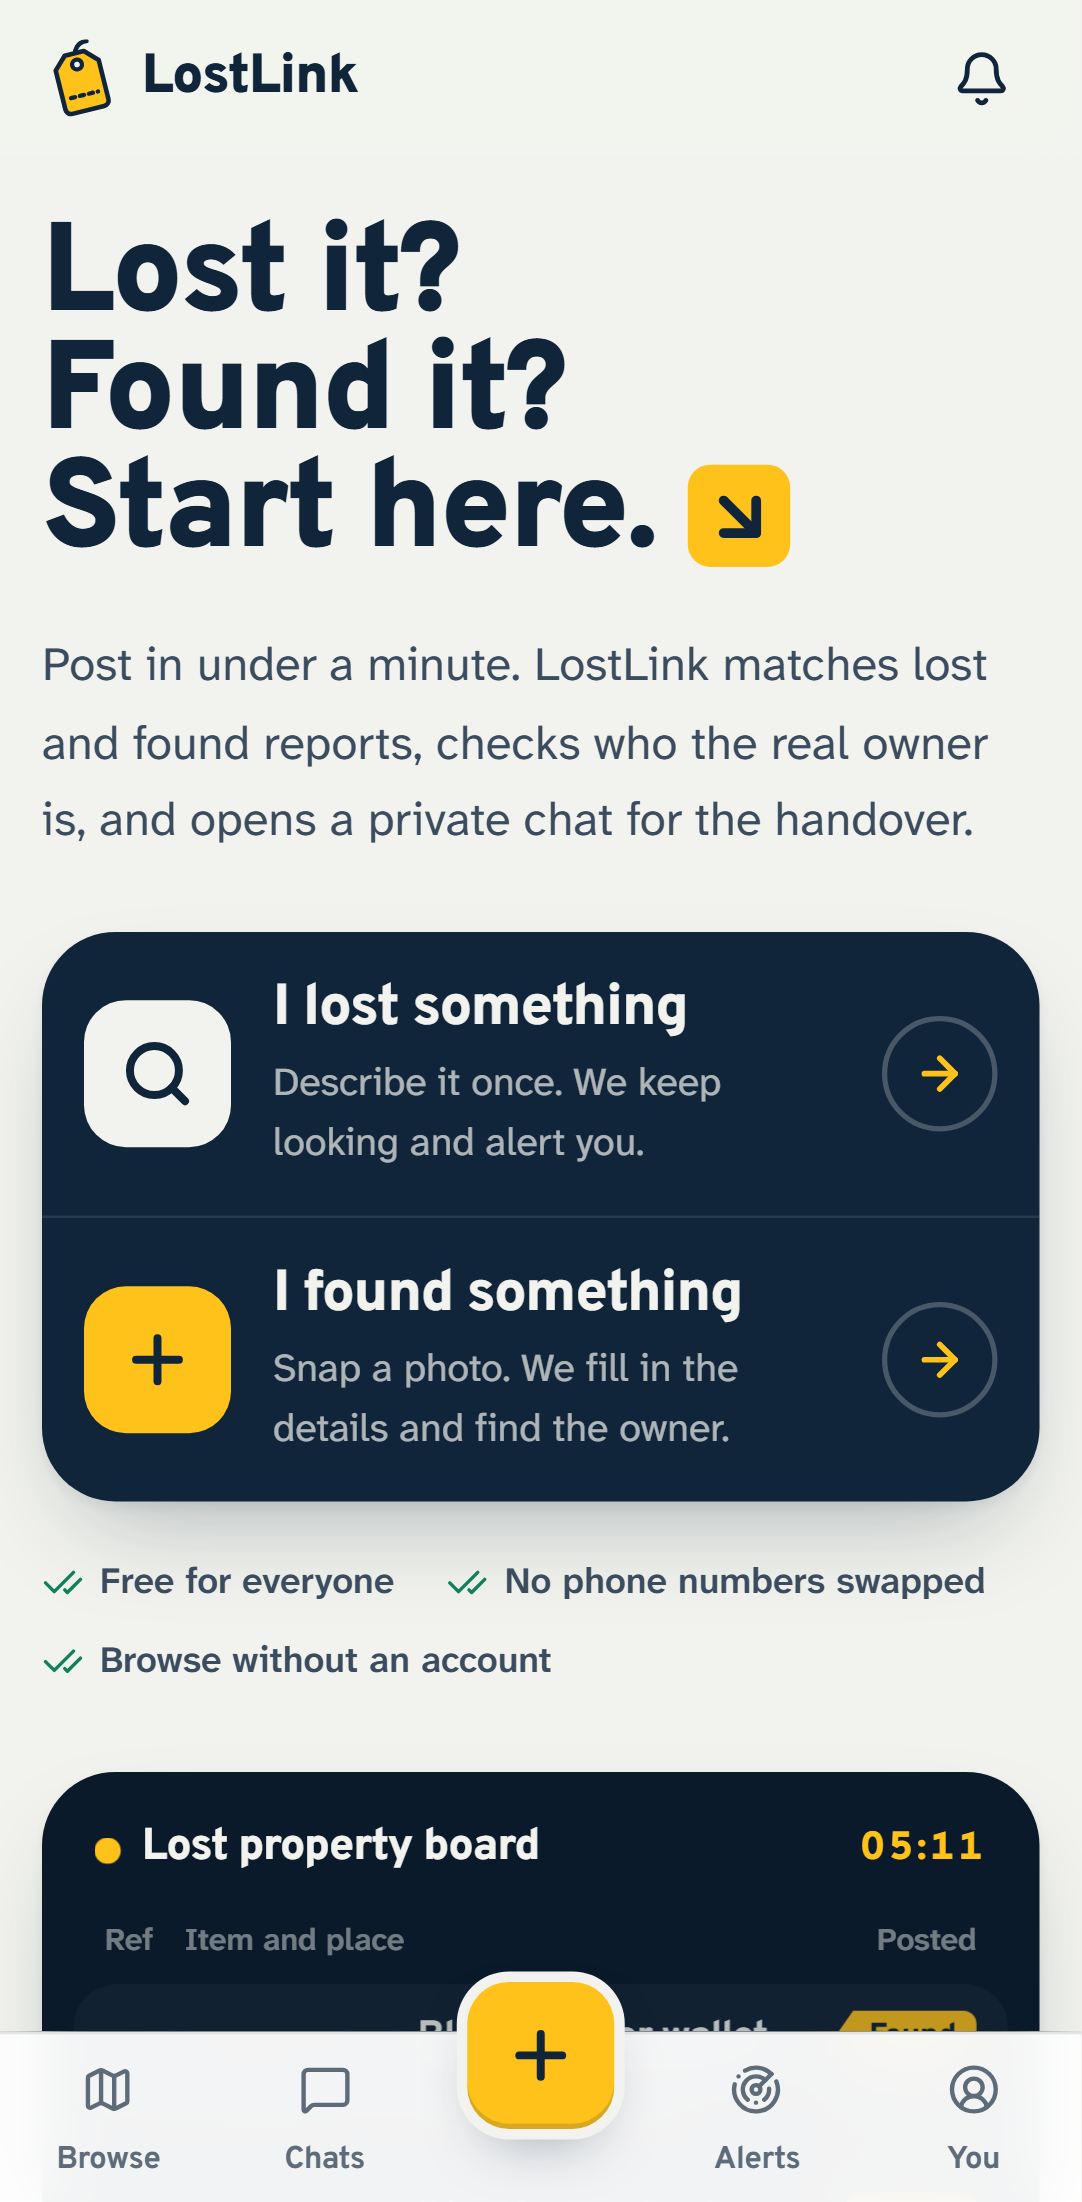 LostLink
Lost it?
Found it?
Start here.
Post in under a minute. LostLink matches lost
and found reports, checks who the real owner
is, and opens a private chat for the handover.
I lost something
Describe it once. We keep
looking and alert you.
I found something
Snap a photo. We fill in the
details and find the owner.
Free for everyone
No phone numbers swapped
Browse without an account
Lost property board
05:11
Ref
Item and place
Posted
wallet
Found
Browse
Chats
Alerts
You